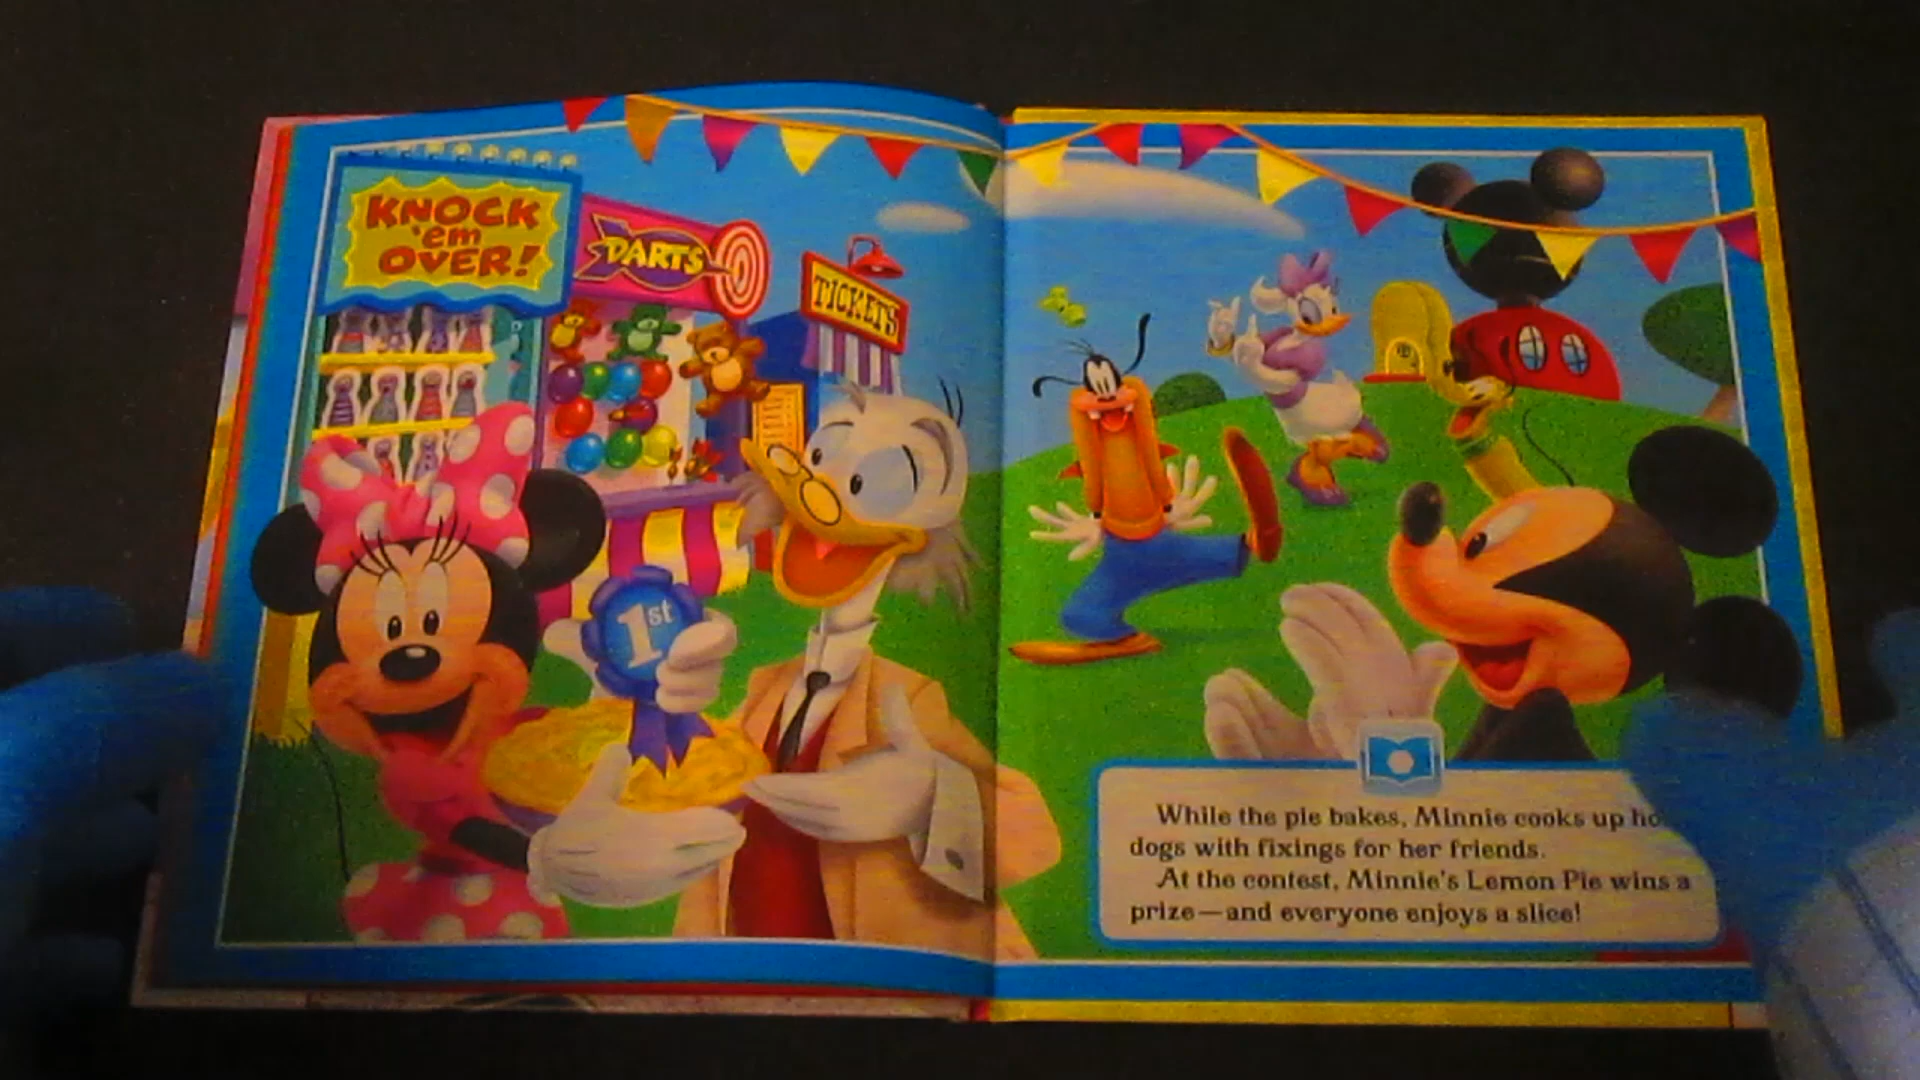 KNOCK
'em
OVER!
DARTS
TICKETS
1st
While the pie bakes, Minnie cooks up
dogs with fixings for her friends.
At the contest, Minnie's Lemon Pie wins a
prize—and everyone enjoys a slice!